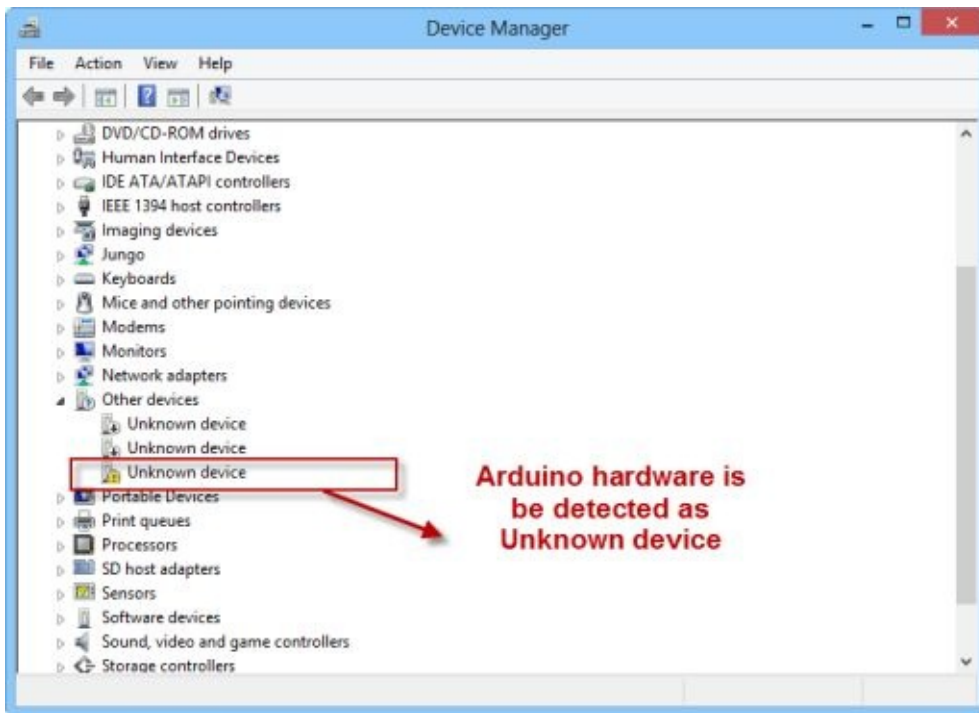 Device Manager
File Action View Help
DVD/CD-ROM drives
Human Interface Devices
IDE ATA/ATAPI controllers
IEEE 1394 host controllers
Imaging devices
Jungo
Keyboards
Mice and other pointing devices
Modems
Monitors
Network adapters
Other devices
Unknown device
Unknown device
Unknown device
Portable Devices
Print queues
Processors
SD host adapters
Sensors
Software devices
Sound, video and game controllers
Storage controllers
Arduino hardware is
be detected as
Unknown device